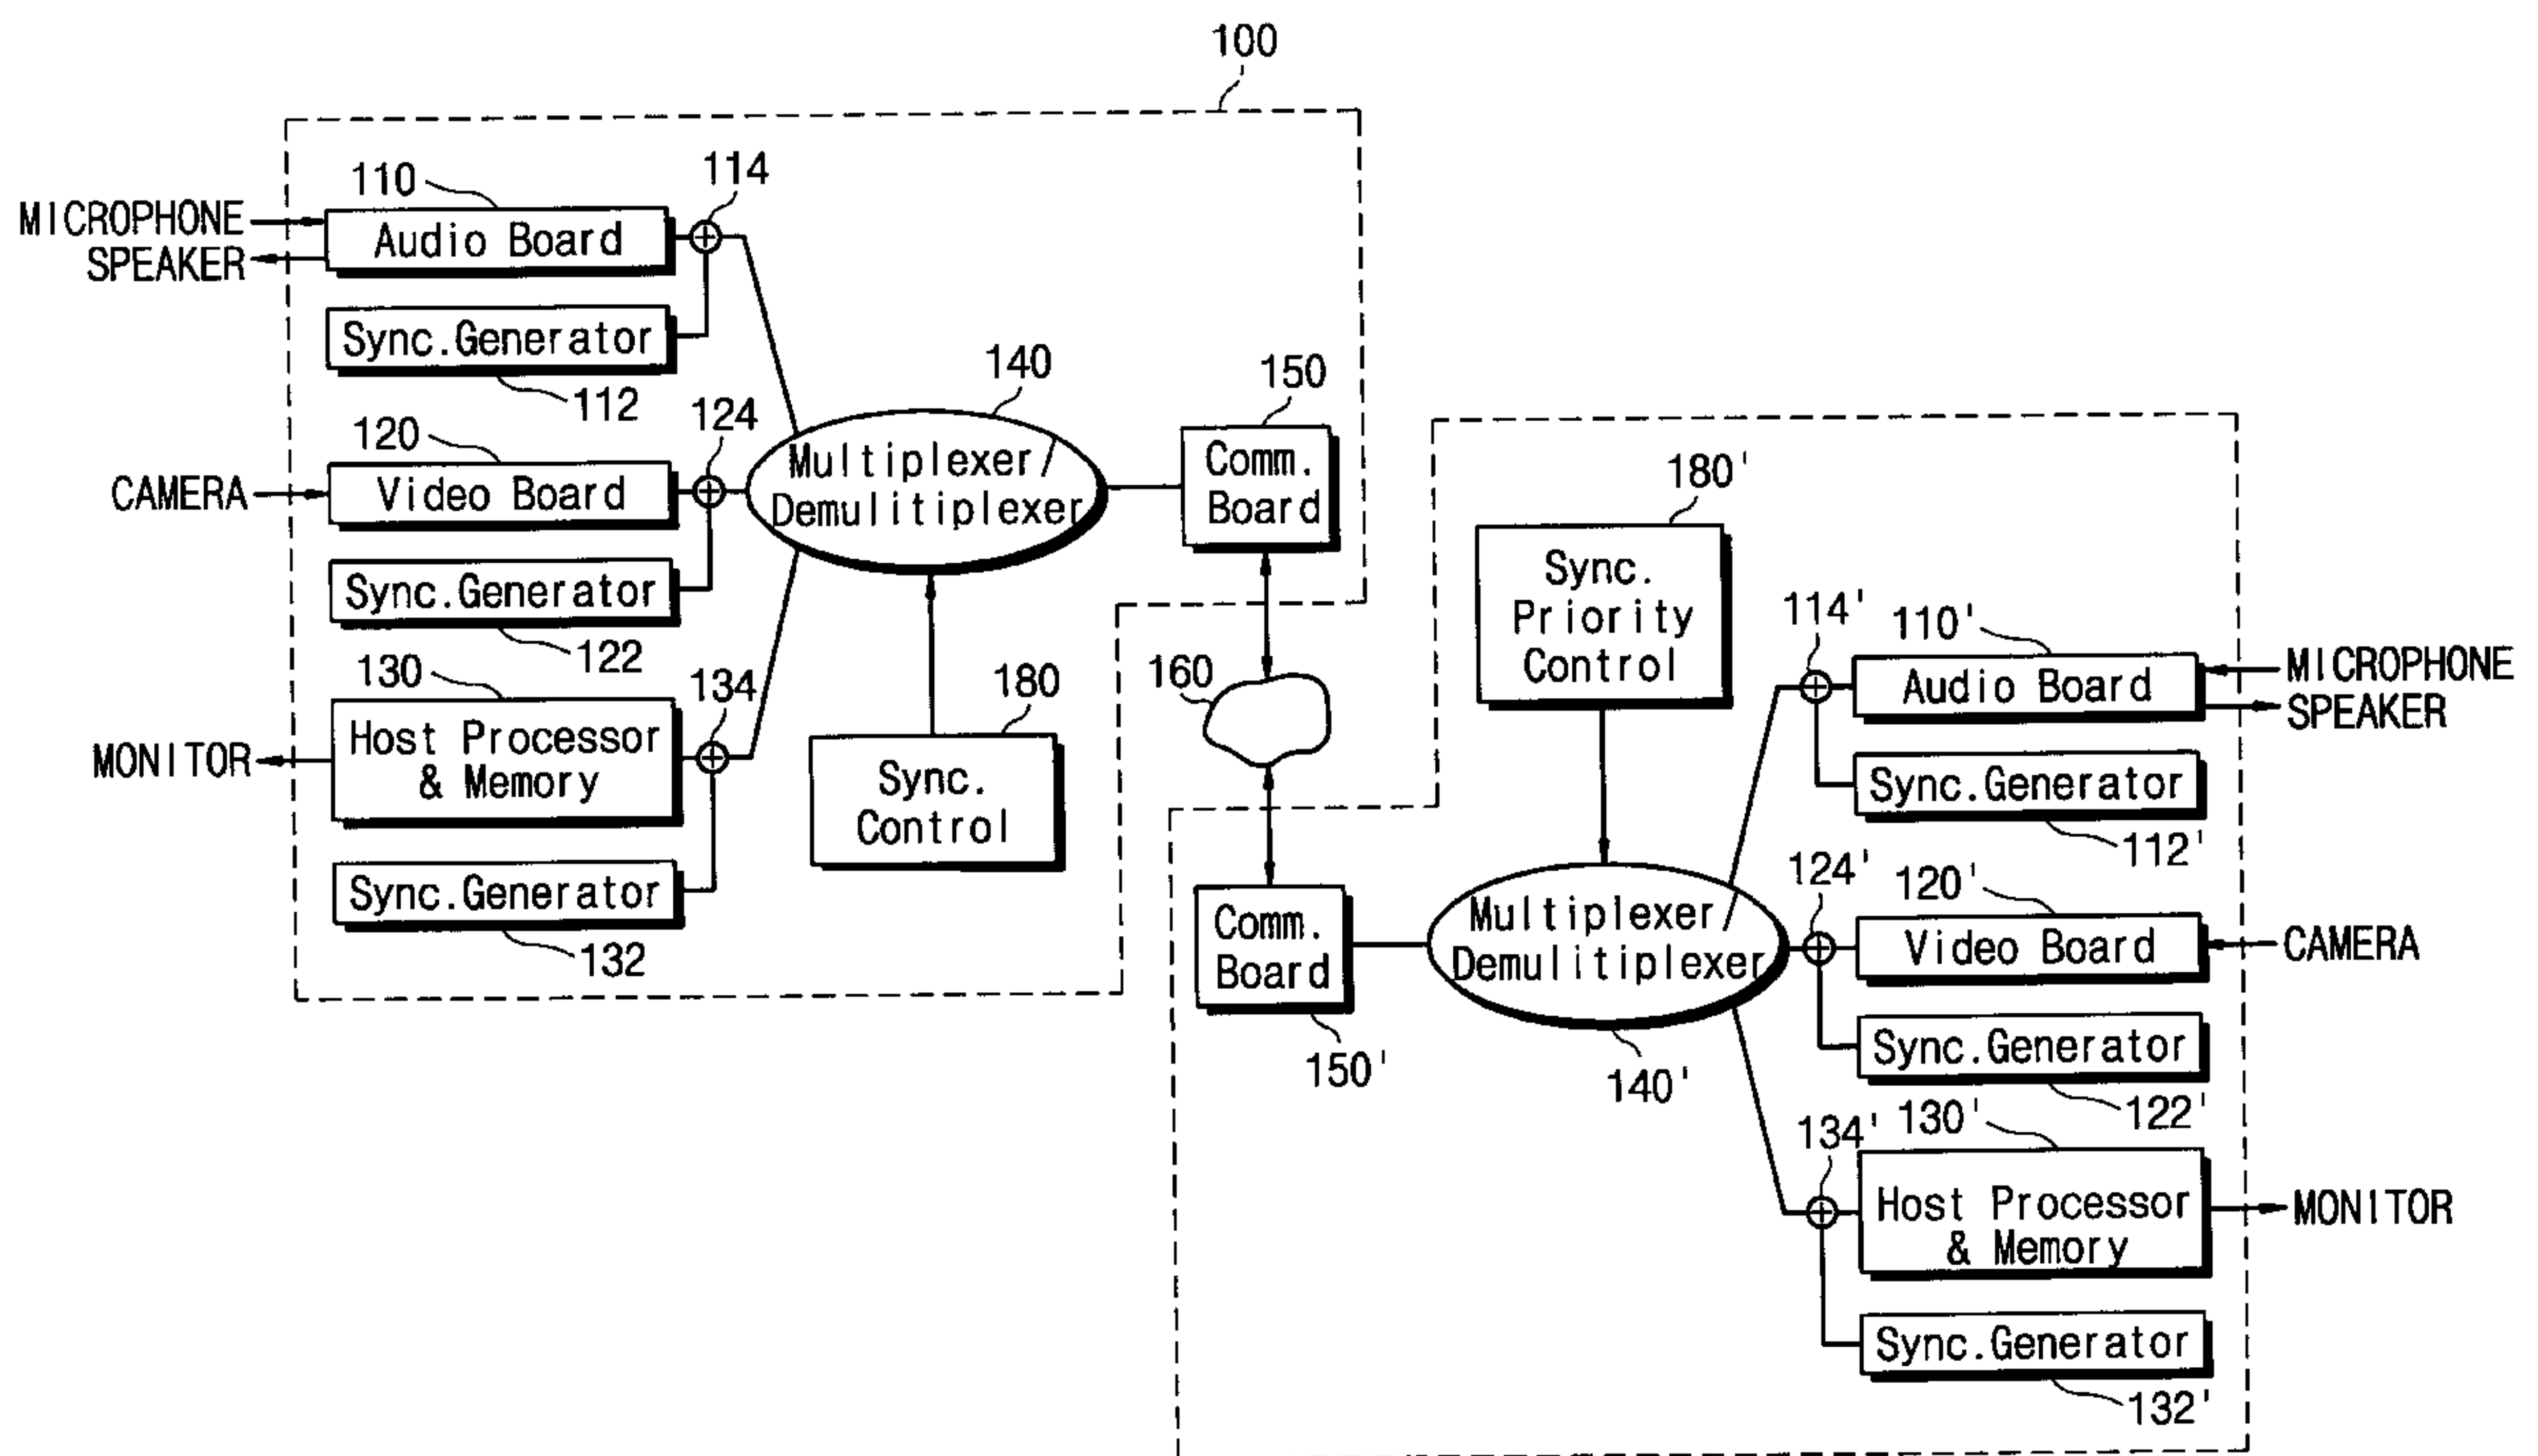 100
110
114
MICROPHONE
SPEAKER
Audio Board
Sync.Generator
112
140
150
120
124
CAMERA
Video Board
Multiplexer/
Demulitiplexer
Comm.
Board
Sync.Generator
122
130
134
160
180
MONITOR
Host Processor
& Memory
Sync.
Control
Sync.Generator
132
180'
Sync.
Priority
Control
114'
110'
Audio Board
MICROPHONE
SPEAKER
Sync.Generator
112'
124'
120'
Comm.
Board
Multiplexer/
Demulitiplexer
Video Board
CAMERA
150'
140'
Sync.Generator
122'
134'
130'
Host Processor
& Memory
MONITOR
Sync.Generator
132'